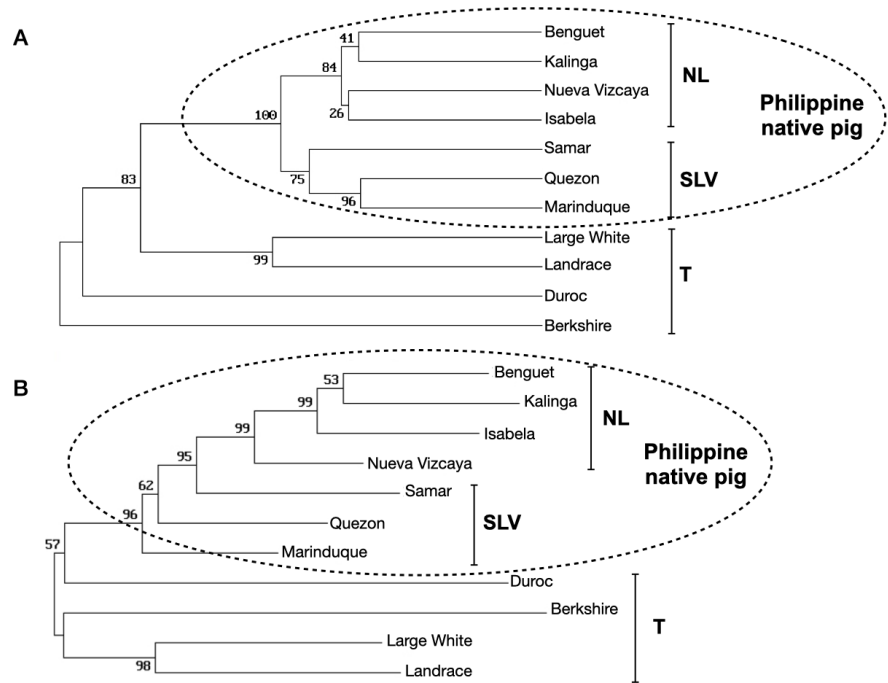 A
41
Benguet
84
Kalinga
NL
Nueva Vizcaya
Philippine
native pig
100
26
Isabela
Samar
75
Quezon
SLV
96
Marinduque
83
Large White
99
Landrace
T
Duroc
Berkshire
B
53
Benguet
99
Kalinga
NL
99
Isabela
Philippine
native pig
95
Nueva Vizcaya
62
Samar
96
Quezon
SLV
Marinduque
57
Duroc
Berkshire
T
Large White
98
Landrace